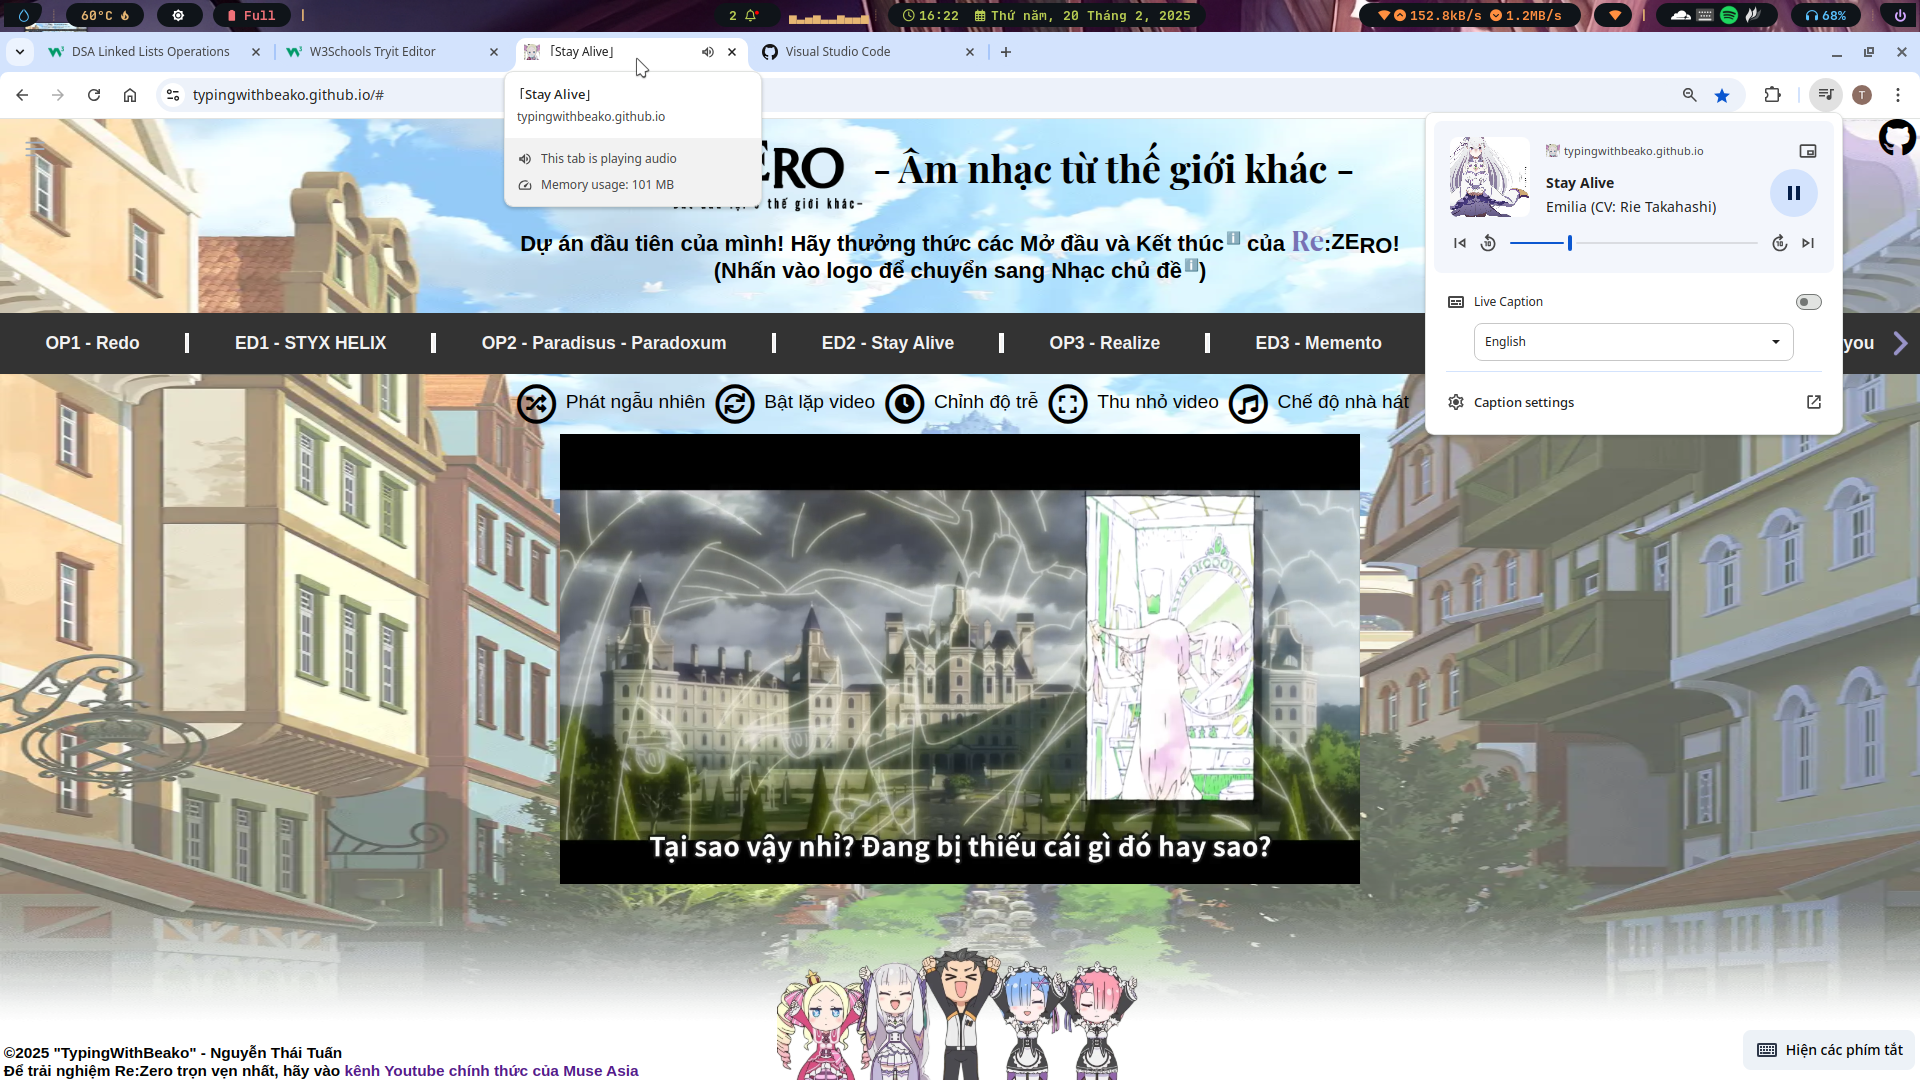 60°C
Full
2
16:22
Thứ năm, 20 Tháng 2, 2025
152.8kB/s 1.2MB/s
68%
DSA Linked Lists Operations
W3Schools Tryit Editor
「Stay Alive」
Visual Studio Code
typingwithbeako.github.io/#
T
「Stay Alive」
typingwithbeako.github.io
This tab is playing audio
Memory usage: 101 MB
typingwithbeako.github.io
Stay Alive
Emilia (CV: Rie Takahashi)
10
10
Live Caption
English
Caption settings
ERO
- Âm nhạc từ thế giới khác -
thế giới khác-
Dự án đầu tiên của mình! Hãy thưởng thức các Mở đầu và Kết thúcℹ️ của Re:ZERO!
(Nhấn vào logo để chuyển sang Nhạc chủ đềℹ️)
OP1 - Redo
ED1 - STYX HELIX
OP2 - Paradisus - Paradoxum
ED2 - Stay Alive
OP3 - Realize
ED3 - Memento
you
Phát ngẫu nhiên
Bật lặp video
Chỉnh độ trễ
Thu nhỏ video
Chế độ nhà hát
Tại sao vậy nhỉ? Đang bị thiếu cái gì đó hay sao?
©2025 "TypingWithBeako" - Nguyễn Thái Tuấn
Để trải nghiệm Re:Zero trọn vẹn nhất, hãy vào kênh Youtube chính thức của Muse Asia
Hiện các phím tắt